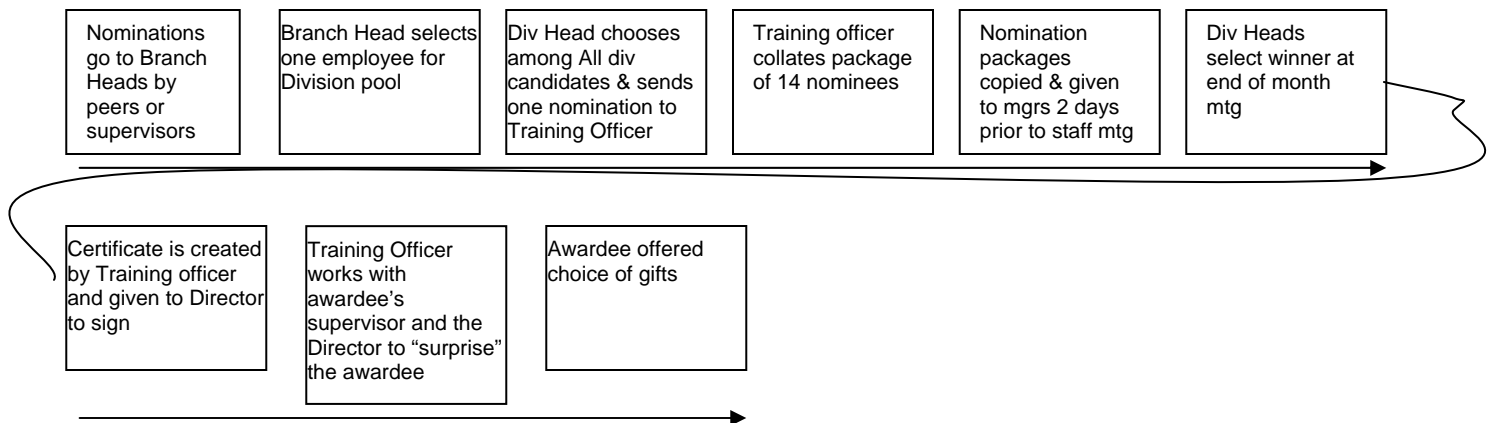 Nominations
go to Branch
Heads by
peers or
supervisors
Branch Head selects
one employee for
Division pool
Div Head chooses
among All div
candidates & sends
one nomination to
Training Officer
Training officer
collates package
of 14 nominees
Nomination
packages
copied & given
to mgrs 2 days
prior to staff mtg
Div Heads
select winner at
end of month
mtg
Certificate is created
by Training officer
and given to Director
to sign
Training Officer
works with
awardee’s
supervisor and the
Director to “surprise”
the awardee
Awardee offered
choice of gifts